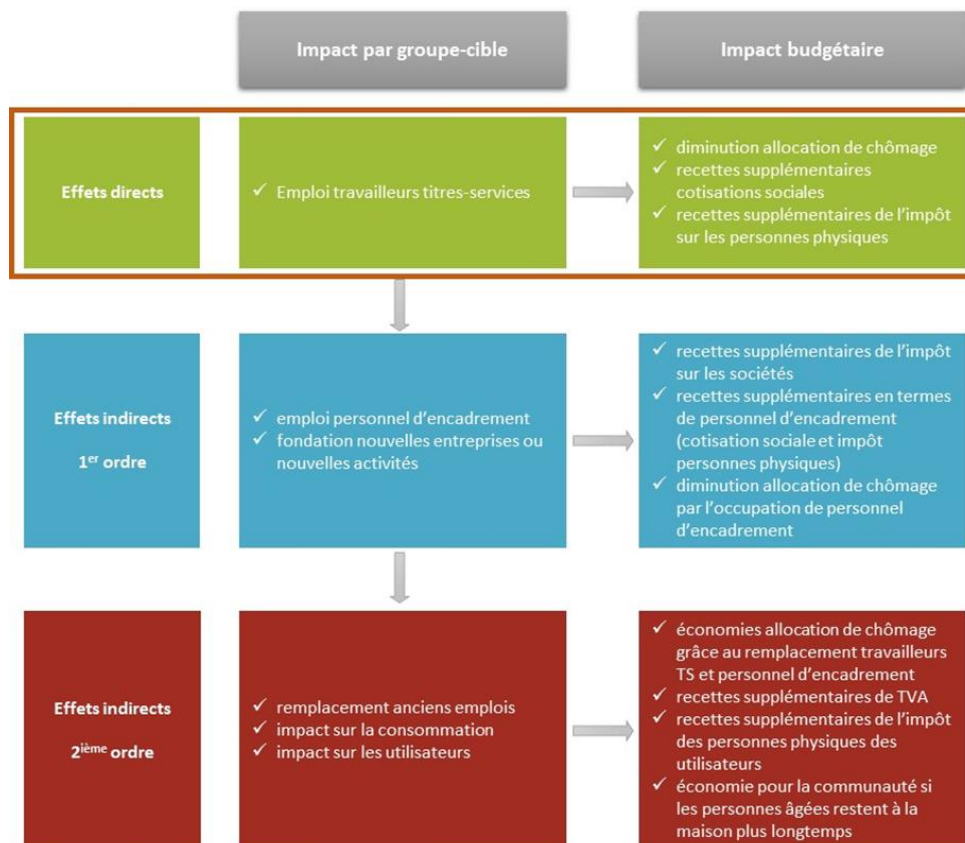 Impact par groupe-cible
Impact budgétaire
Effets directs
✓ Emploi travailleurs titres-services
✓ diminution allocation de chômage
✓ recettes supplémentaires
cotisations sociales
✓ recettes supplémentaires de l'impôt
sur les personnes physiques
Effets indirects
1er ordre
✓ emploi personnel d'encadrement
✓ fondation nouvelles entreprises ou
nouvelles activités
✓ recettes supplémentaires de l'impôt
sur les sociétés
✓ recettes supplémentaires en termes
de personnel d'encadrement
(cotisation sociale et impôt
personnes physiques)
✓ diminution allocation de chômage
par l'occupation de personnel
d'encadrement
Effets indirects
2ième ordre
✓ remplacement anciens emplois
✓ impact sur la consommation
✓ impact sur les utilisateurs
✓ économies allocation de chômage
grâce au remplacement travailleurs
TS et personnel d'encadrement
✓ recettes supplémentaires de TVA
✓ recettes supplémentaires de l'impôt
des personnes physiques des
utilisateurs
✓ économie pour la communauté si
les personnes âgées restent à la
maison plus longtemps